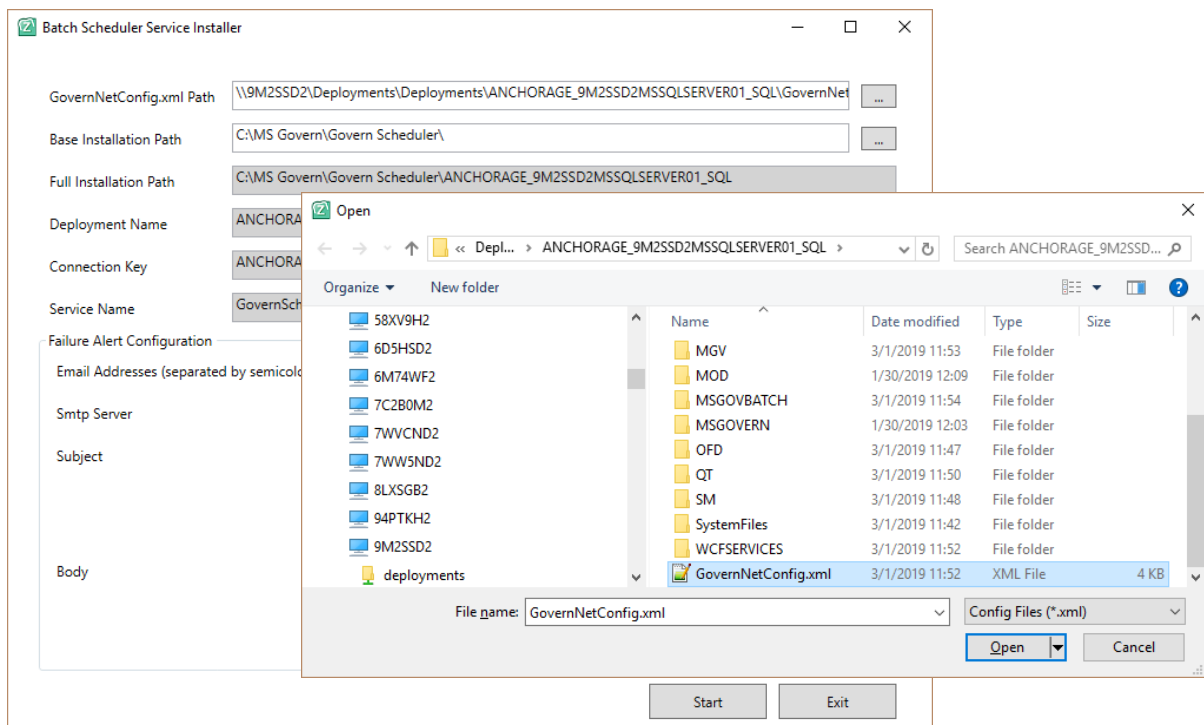 Batch Scheduler Service Installer
GovernNetConfig.xml Path
\\9M2SSD2\Deployments\Deployments\ANCHORAGE_9M2SSD2MSSQLSERVER01_SQL\GovernNet
...
Base Installation Path
C:\MS Govern\Govern Scheduler\
...
Full Installation Path
C:\MS Govern\Govern Scheduler\ANCHORAGE_9M2SSD2MSSQLSERVER01_SQL
Deployment Name
ANCHORA
Connection Key
ANCHORA
Service Name
GovernSch
Failure Alert Configuration
Email Addresses (separated by semicolo
Smtp Server
Subject
Body
Start
Exit
Open
« Depl... › ANCHORAGE_9M2SSD2MSSQLSERVER01_SQL ›
Search ANCHORAGE_9M2SSD...
Organize
New folder
?
58XV9H2
6D5HSD2
6M74WF2
7C2B0M2
7WVCND2
7WW5ND2
8LXSGB2
94PTKH2
9M2SSD2
deployments
Name Date modified Type Size
MGV 3/1/2019 11:53 File folder
MOD 1/30/2019 12:09 File folder
MSGOVBATCH 3/1/2019 11:54 File folder
MSGOVERN 1/30/2019 12:03 File folder
OFD 3/1/2019 11:47 File folder
QT 3/1/2019 11:50 File folder
SM 3/1/2019 11:48 File folder
SystemFiles 3/1/2019 11:42 File folder
WCFSERVICES 3/1/2019 11:52 File folder
GovernNetConfig.xml 3/1/2019 11:52 XML File 4 KB
File name: GovernNetConfig.xml
Config Files (*.xml)
Open
Cancel